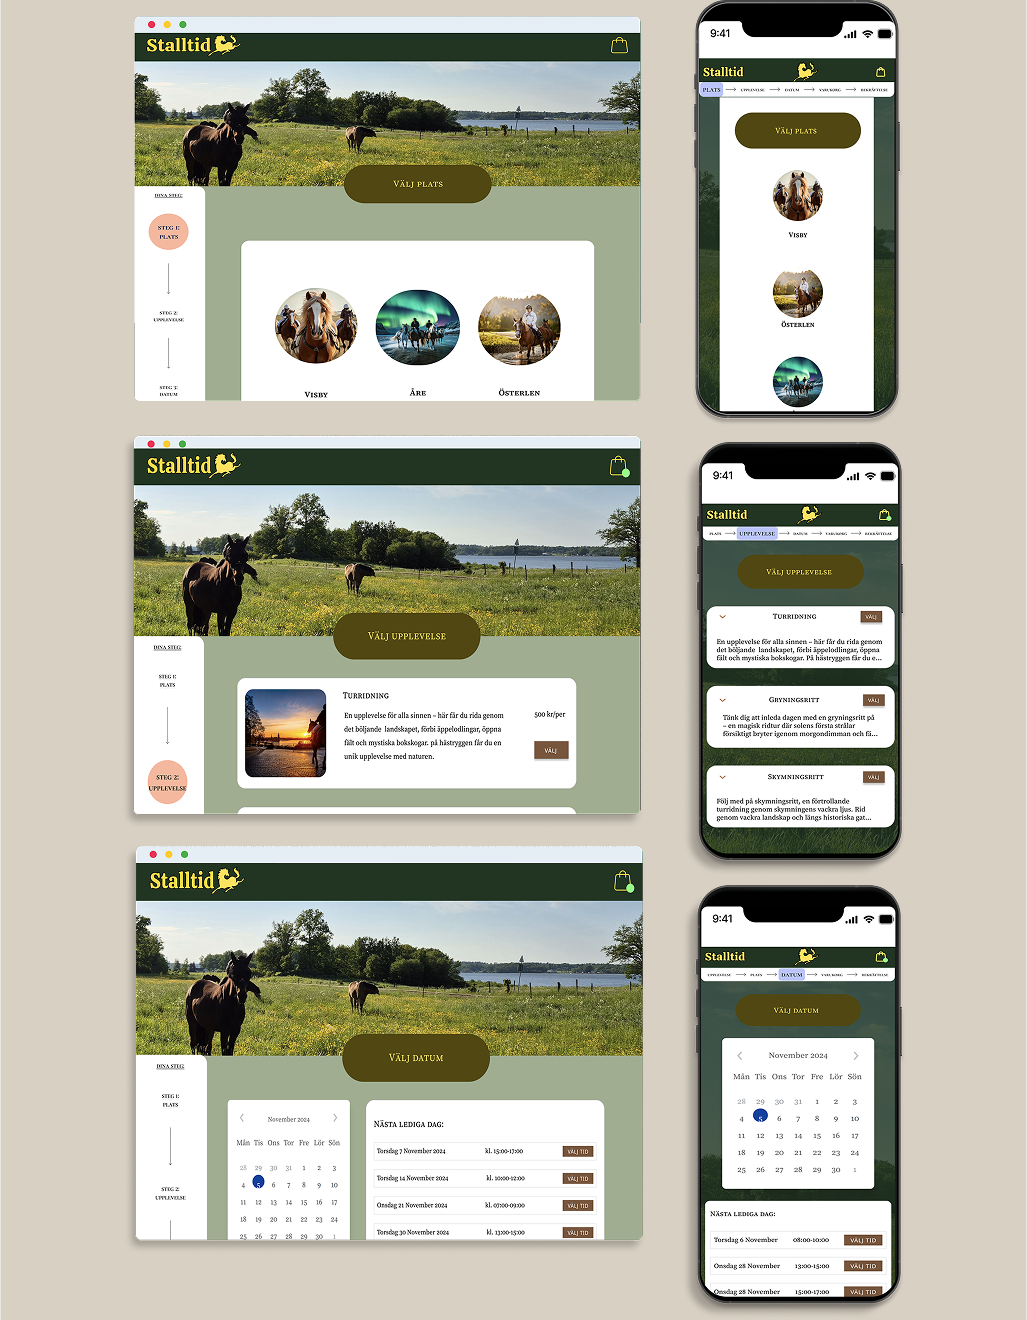 Stalltid
Välj plats
Dina steg:
Steg 1:
Plats
Steg 2:
Upplevelse
Steg 3:
Datum
Visby
Åre
Österlen
9:41
Stalltid
Plats
Upplevelse
Datum
Varukorg
Bekräftelse
Välj plats
Visby
Österlen
Stalltid
Välj upplevelse
Dina steg:
Steg 1:
Plats
Steg 2:
Upplevelse
Turridning
En upplevelse för alla sinnen – här får du rida genom
det böljande landskapet, förbi äppelodlingar, öppna
fält och mystiska bokskogar. på hästryggen får du en
unik upplevelse med naturen.
500 kr/per
VÄLJ
9:41
Stalltid
Plats
Upplevelse
Datum
Varukorg
Bekräftelse
Välj upplevelse
Turridning
VÄLJ
En upplevelse för alla sinnen – här får du rida genom
det böljande landskapet, förbi äppelodlingar, öppna
fält och mystiska bokskogar. På hästryggen får du e...
Gryningsritt
VÄLJ
Tänk dig att inleda dagen med en gryningsritt på
– en magisk ridtur där solens första strålar
försiktigt bryter igenom morgondimman och fä...
Skymningsritt
VÄLJ
Följ med på skymningsritt, en förtrollande
turridning genom skymningens vackra ljus. Rid
genom vackra landskap och längs historiska gat...
Stalltid
Välj datum
Dina steg:
Steg 1:
Plats
Steg 2:
Upplevelse
November 2024
Mån Tis Ons Tor Fre Lör Sön
28 29 30 31 1 2 3
4 5 6 7 8 9 10
11 12 13 14 15 16 17
18 19 20 21 22 23 24
25 26 27 28 29 30 1
Nästa lediga dag:
Torsdag 7 November 2024 kl. 15:00-17:00 VÄLJ TID
Torsdag 14 November 2024 kl. 10:00-12:00 VÄLJ TID
Onsdag 21 November 2024 kl. 07:00-09:00 VÄLJ TID
Torsdag 30 November 2024 kl. 13:00-15:00 VÄLJ TID
9:41
Stalltid
Upplevelse
Plats
Datum
Varukorg
Bekräftelse
Välj datum
November 2024
Mån Tis Ons Tor Fre Lör Sön
28 29 30 31 1 2 3
4 5 6 7 8 9 10
11 12 13 14 15 16 17
18 19 20 21 22 23 24
25 26 27 28 29 30 1
Nästa lediga dag:
Torsdag 6 November 08:00-10:00 VÄLJ TID
Onsdag 28 November 13:00-15:00 VÄLJ TID
Onsdag 28 November 15:00-17:00 VÄLJ TID